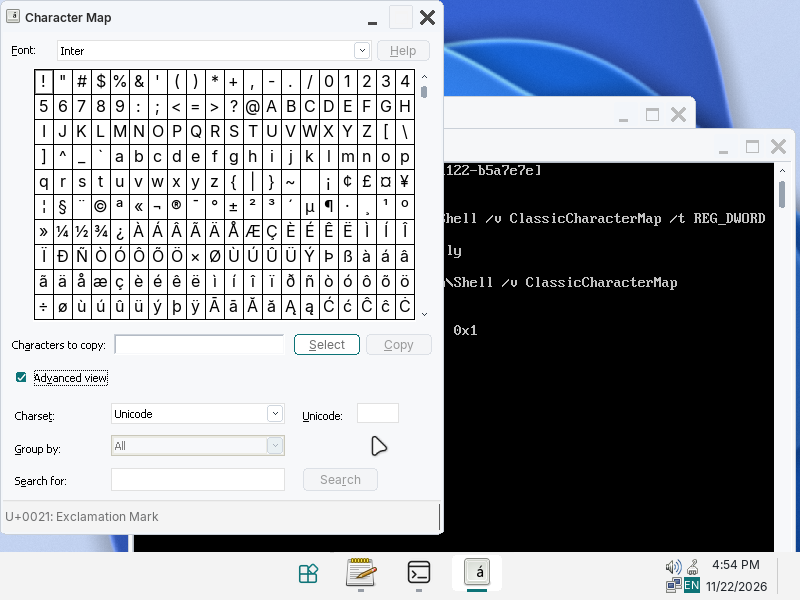 Character Map
Font:
Inter
Help
! " # $ % & ' ( ) * + , - . / 0 1 2 3 4
5 6 7 8 9 : ; < = > ? @ A B C D E F G H
I J K L M N O P Q R S T U V W X Y Z [ \
] ^ _ ` a b c d e f g h i j k l m n o p
q r s t u v w x y z { | } ~ ¡ ¢ £ ¤ ¥
¦ § ¨ © ª « ¬ ® ¯ ° ± ² ³ ´ µ ¶ · ¸ ¹ º
» ¼ ½ ¾ ¿ À Á Â Ã Ä Å Æ Ç È É Ê Ë Ì Í Î
Ï Ð Ñ Ò Ó Ô Õ Ö × Ø Ù Ú Û Ü Ý Þ ß à á â
ã ä å æ ç è é ê ë ì í î ï ð ñ ò ó ô õ ö
÷ ø ù ú û ü ý þ ÿ Ā ā Ă ă Ą ą Ć ć Ĉ ĉ Ċ
Characters to copy:
Select
Copy
Advanced view
Charset:
Unicode
Unicode:
Group by:
All
Search for:
Search
U+0021: Exclamation Mark
1122-b5a7e7e]
Shell /v ClassicCharacterMap /t REG_DWORD
ly
\Shell /v ClassicCharacterMap
0x1
á
EN
4:54 PM
11/22/2026